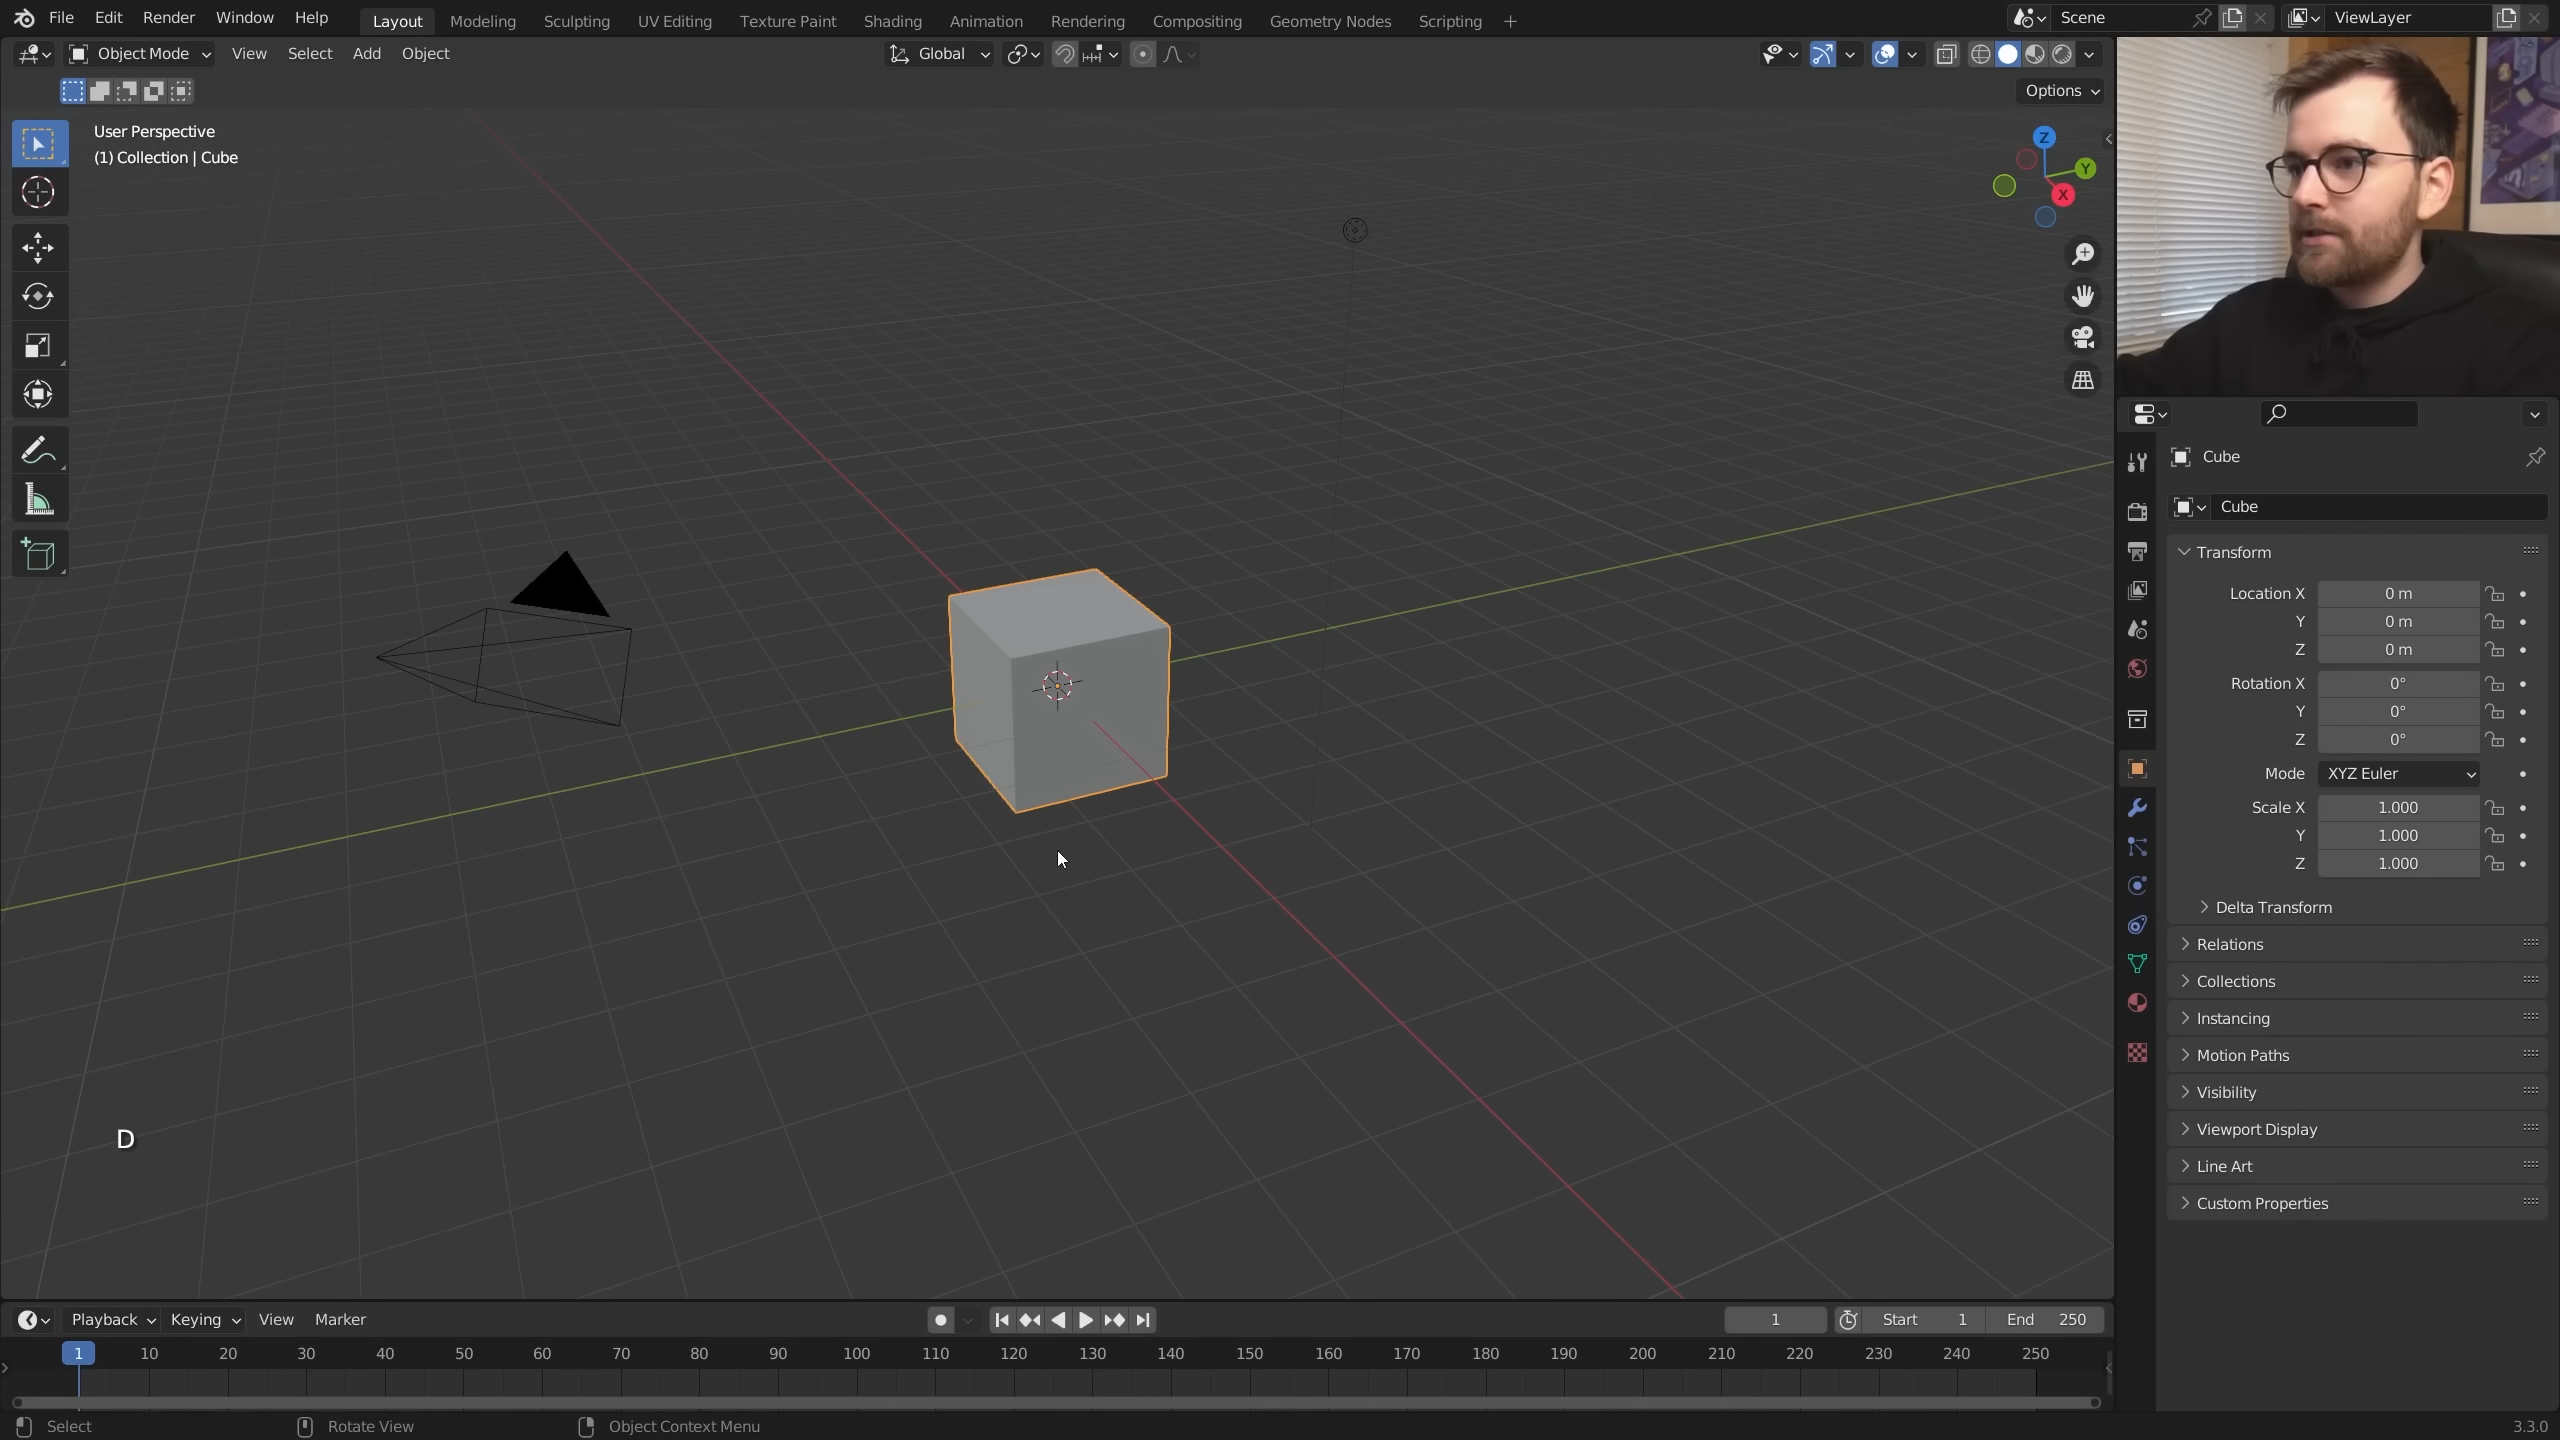 File Edit Render Window Help Layout Modeling Sculpting UV Editing Texture Paint Shading Animation Rendering Compositing Geometry Nodes Scripting + Scene ViewLayer
Object Mode View Select Add Object Global
Options
User Perspective
(1) Collection | Cube
Z
Y
X
Cube
Cube
Transform
Location X 0 m
Y 0 m
Z 0 m
Rotation X 0°
Y 0°
Z 0°
Mode XYZ Euler
Scale X 1.000
Y 1.000
Z 1.000
Delta Transform
Relations
Collections
Instancing
Motion Paths
Visibility
Viewport Display
Line Art
Custom Properties
D
Playback Keying View Marker 1 Start 1 End 250
1 10 20 30 40 50 60 70 80 90 100 110 120 130 140 150 160 170 180 190 200 210 220 230 240 250
Select Rotate View Object Context Menu 3.3.0